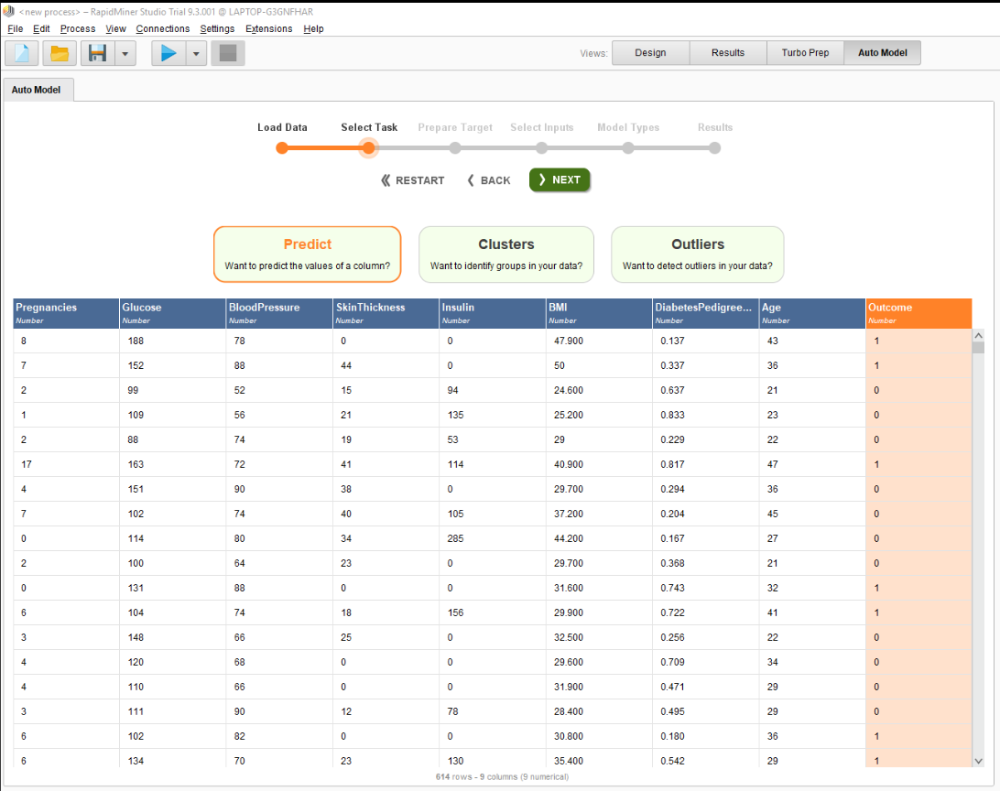 <new process> – RapidMiner Studio Trial 9.3.001 @ LAPTOP-G3GNFHAR
File Edit Process View Connections Settings Extensions Help
Views: Design Results Turbo Prep Auto Model
Auto Model
Load Data Select Task Prepare Target Select Inputs Model Types Results
RESTART BACK NEXT
Predict Clusters Outliers
Want to predict the values of a column? Want to identify groups in your data? Want to detect outliers in your data?
Pregnancies Glucose BloodPressure SkinThickness Insulin BMI DiabetesPedigree... Age Outcome
Number Number Number Number Number Number Number Number Number
8 188 78 0 0 47.900 0.137 43 1
7 152 88 44 0 50 0.337 36 1
2 99 52 15 94 24.600 0.637 21 0
1 109 56 21 135 25.200 0.833 23 0
2 88 74 19 53 29 0.229 22 0
17 163 72 41 114 40.900 0.817 47 1
4 151 90 38 0 29.700 0.294 36 0
7 102 74 40 105 37.200 0.204 45 0
0 114 80 34 285 44.200 0.167 27 0
2 100 64 23 0 29.700 0.368 21 0
0 131 88 0 0 31.600 0.743 32 1
6 104 74 18 156 29.900 0.722 41 1
3 148 66 25 0 32.500 0.256 22 0
4 120 68 0 0 29.600 0.709 34 0
4 110 66 0 0 31.900 0.471 29 0
3 111 90 12 78 28.400 0.495 29 0
6 102 82 0 0 30.800 0.180 36 1
6 134 70 23 130 35.400 0.542 29 1
614 rows - 9 columns (9 numerical)